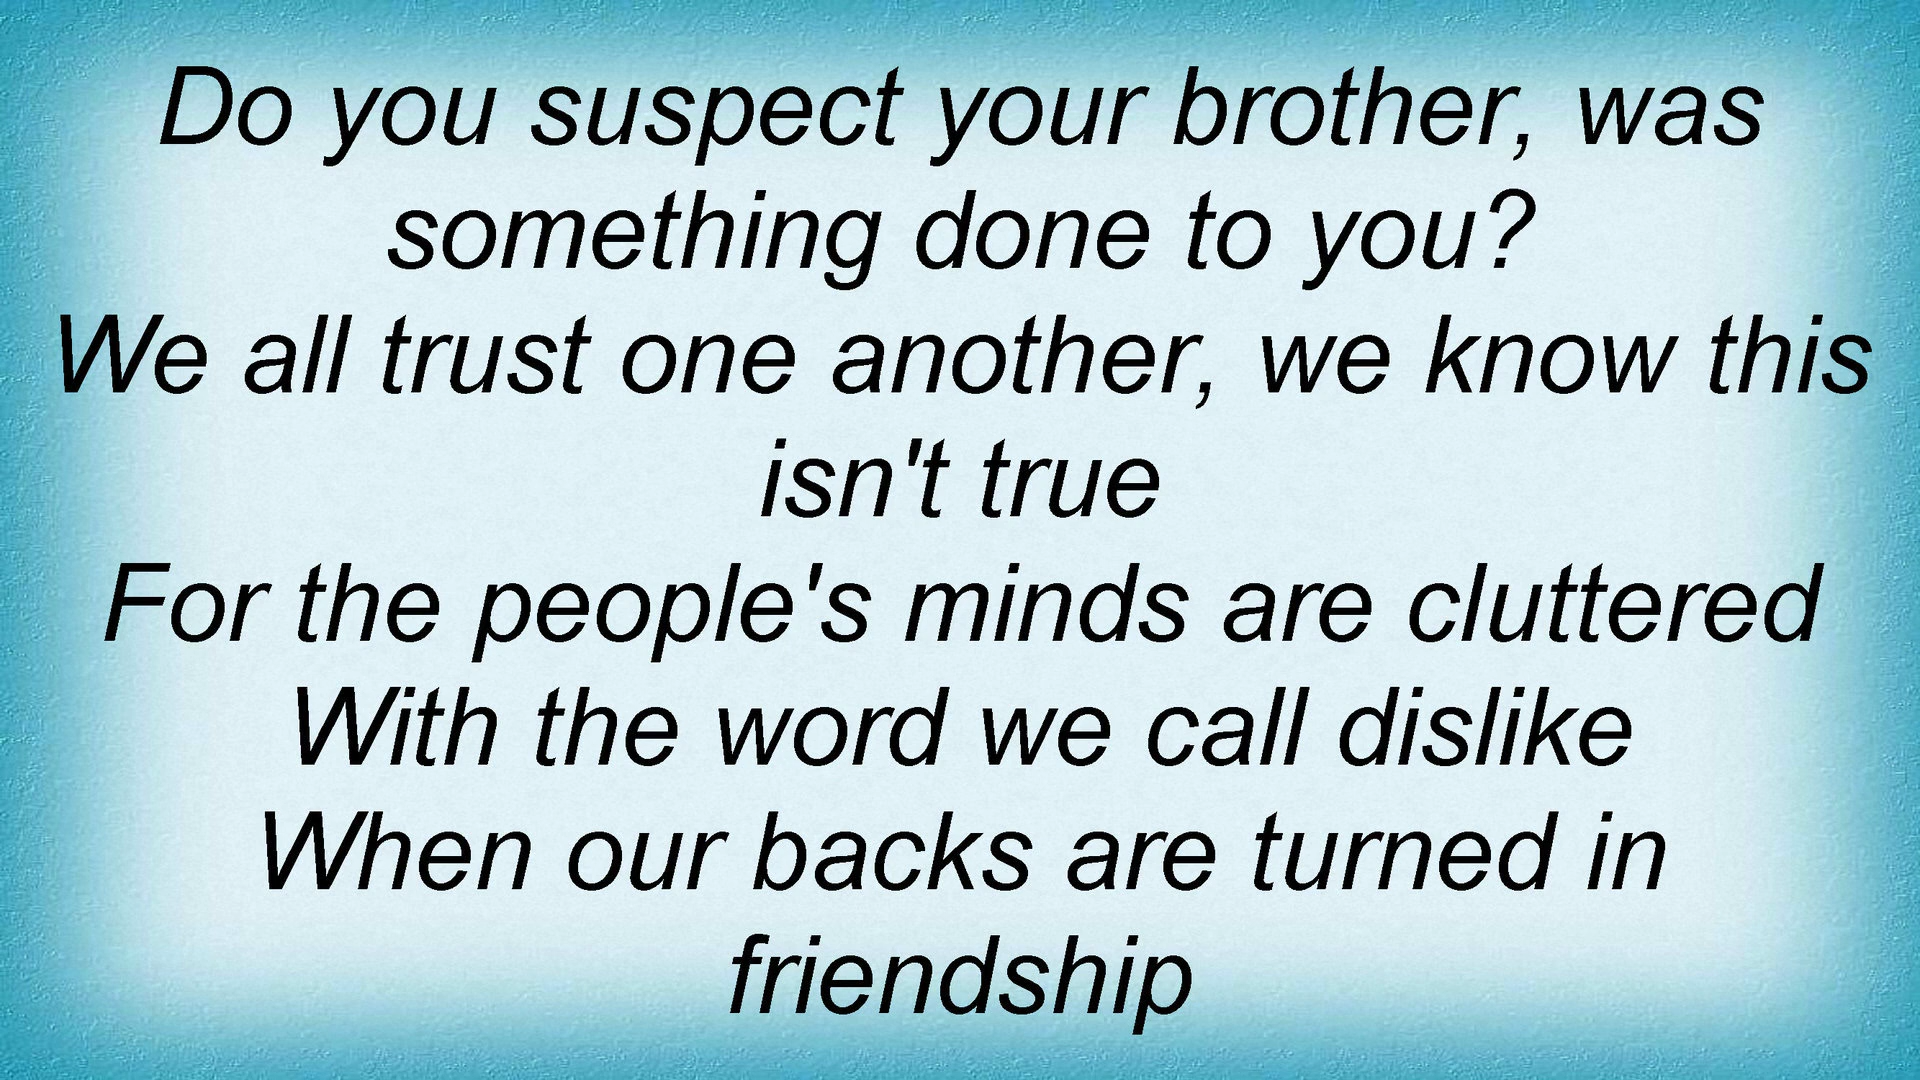 Do you suspect your brother, was
something done to you?
We all trust one another, we know this
isn't true
For the people's minds are cluttered
With the word we call dislike
When our backs are turned in
friendship